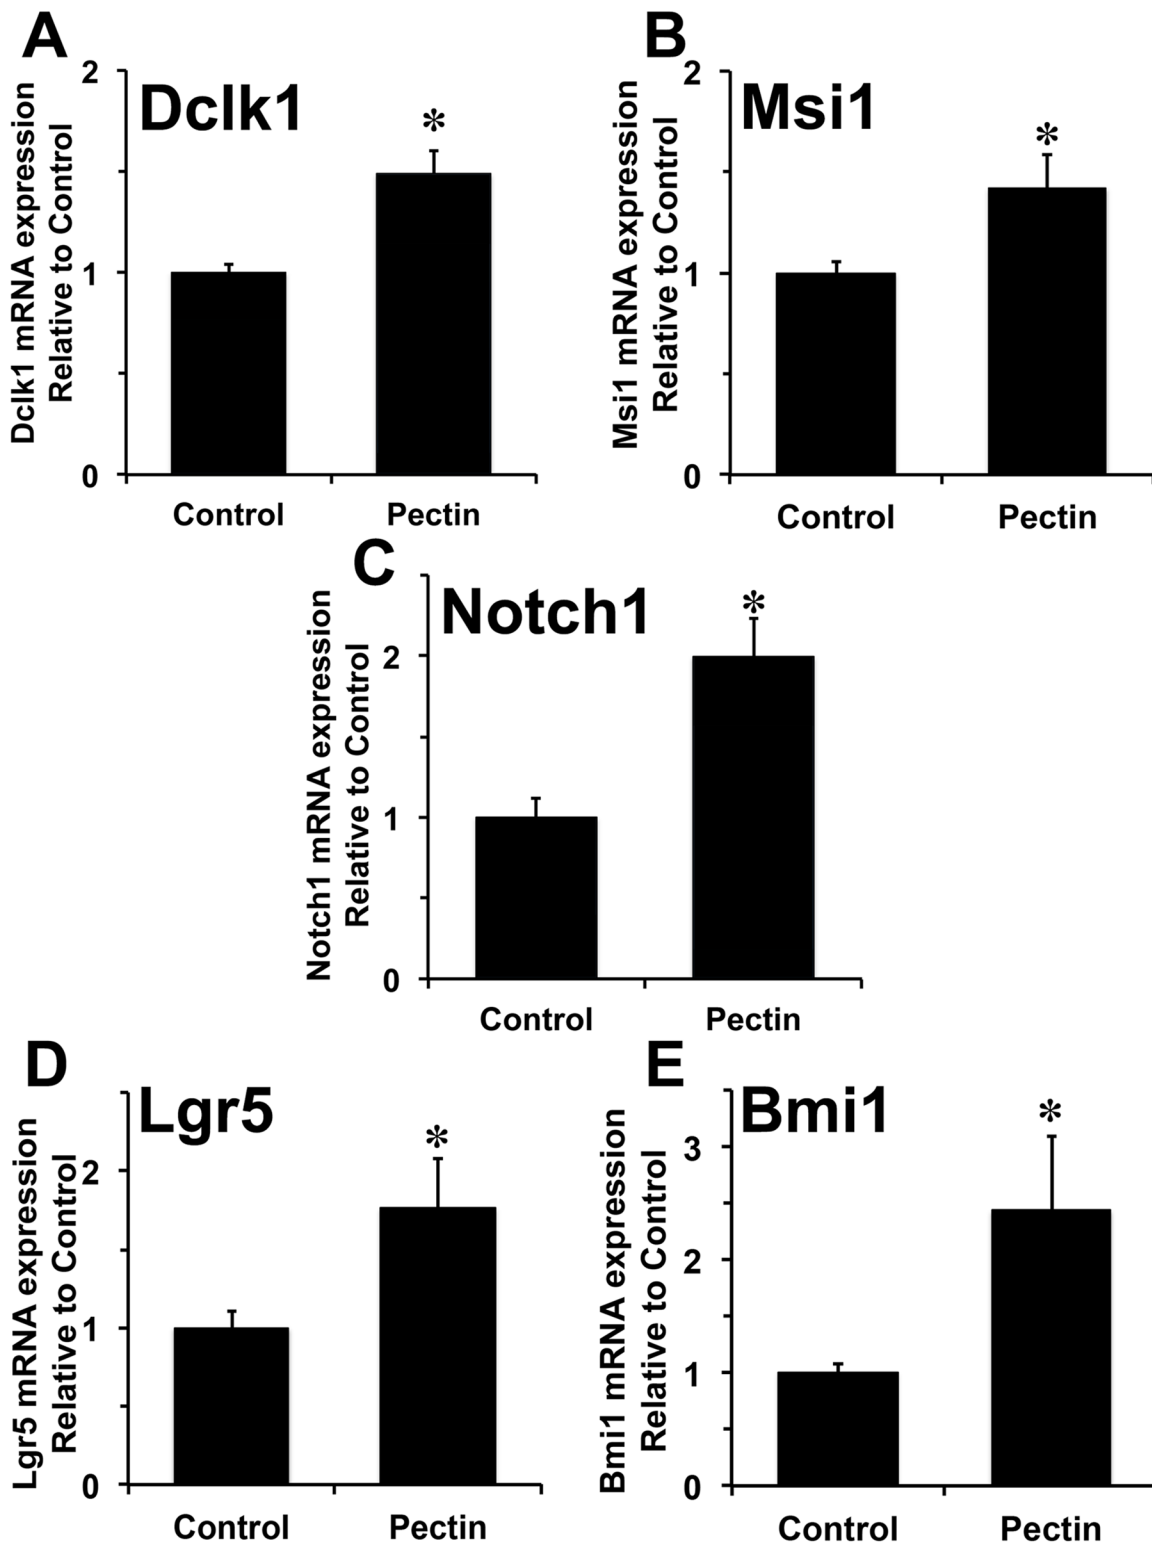 A
Dclk1 mRNA expression
Relative to Control
2
1
0
Dclk1
*
Control
Pectin
B
Msi1 mRNA expression
Relative to Control
2
1
0
Msi1
*
Control
Pectin
C
Notch1 mRNA expression
Relative to Control
2
1
0
Notch1
*
Control
Pectin
D
Lgr5 mRNA expression
Relative to Control
2
1
0
Lgr5
*
Control
Pectin
E
Bmi1 mRNA expression
Relative to Control
3
2
1
0
Bmi1
*
Control
Pectin